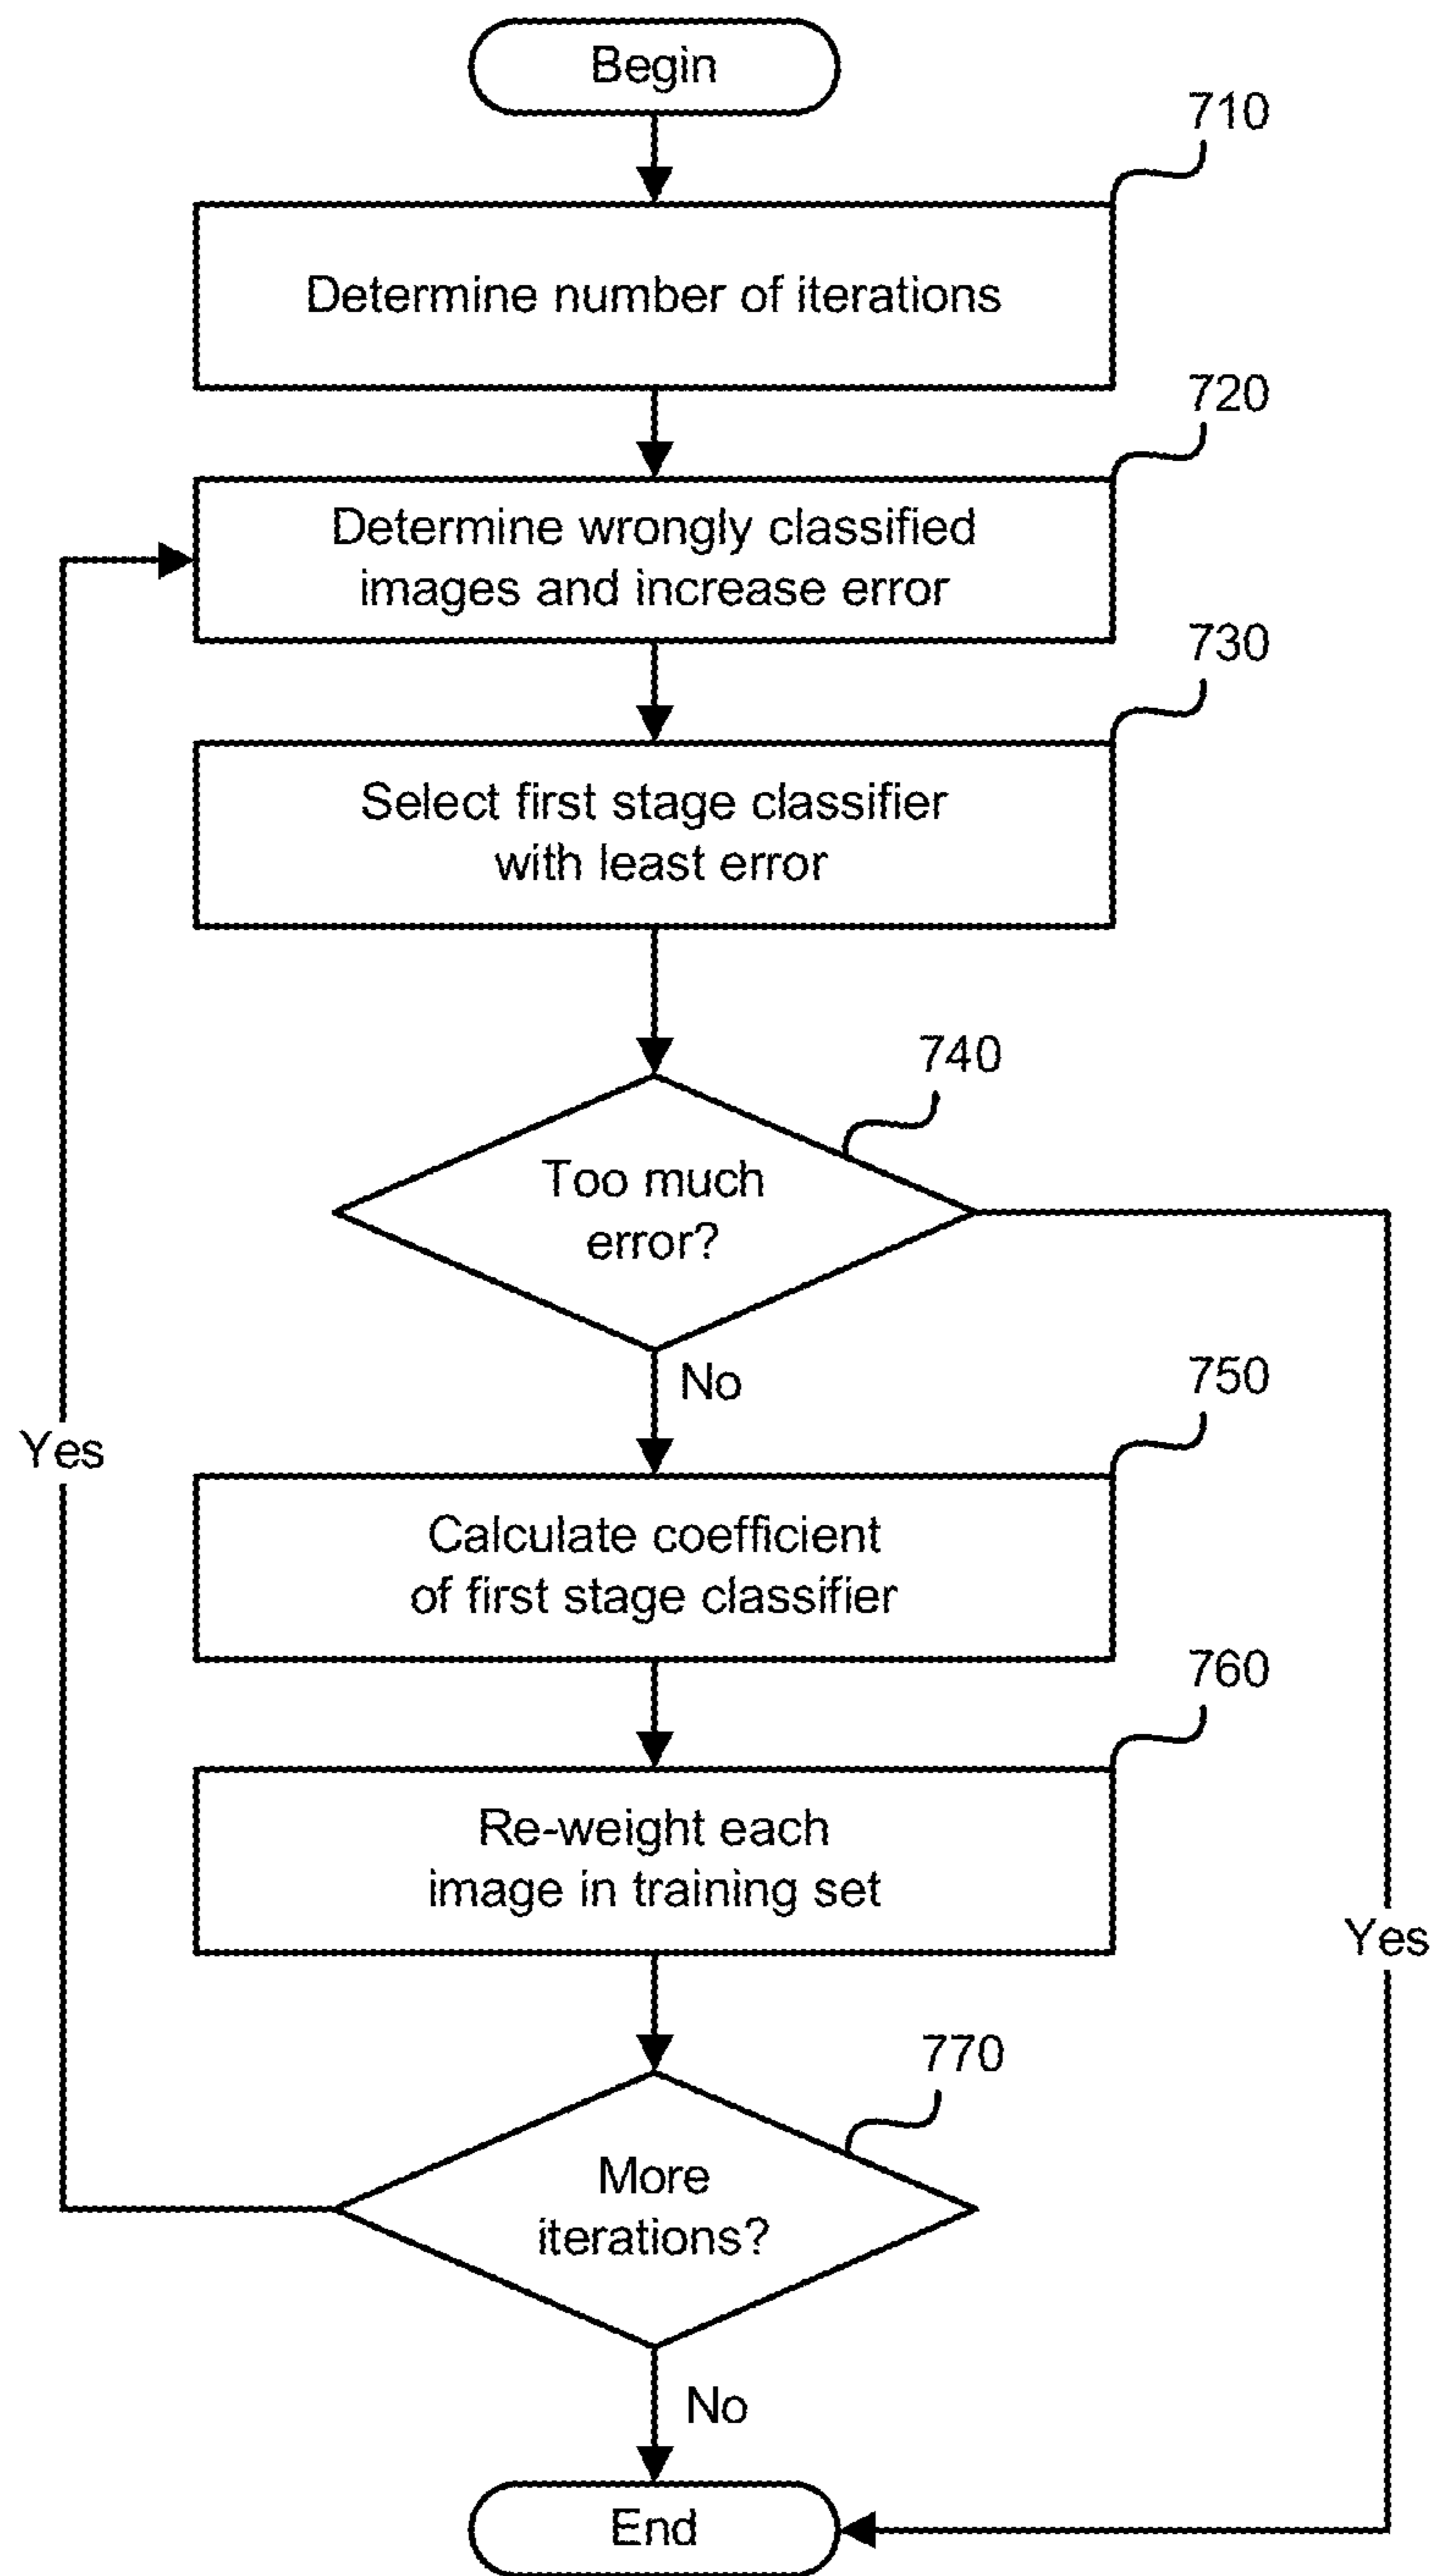 Begin
710
Determine number of iterations
720
Determine wrongly classified
images and increase error
730
Select first stage classifier
with least error
740
Too much
error?
No
750
Yes
Calculate coefficient
of first stage classifier
760
Re-weight each
image in training set
Yes
770
More
iterations?
No
End